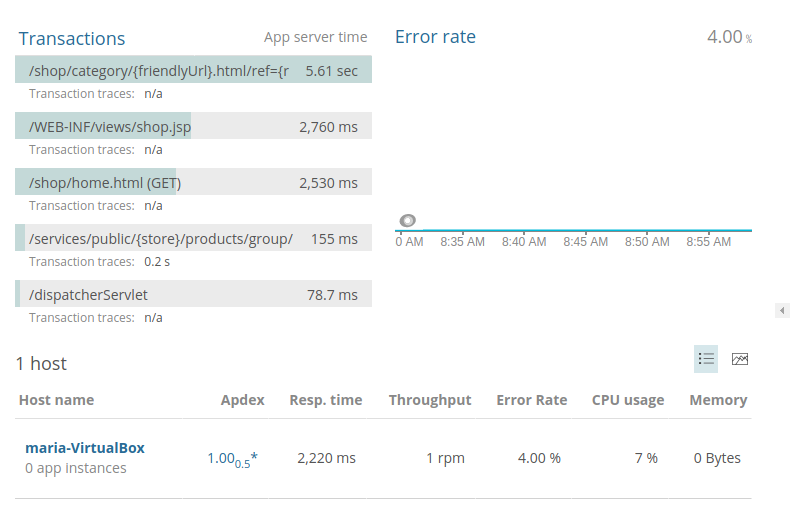 Transactions App server time
/shop/category/{friendlyUrl}.html/ref={r 5.61 sec
Transaction traces: n/a
/WEB-INF/views/shop.jsp 2,760 ms
Transaction traces: n/a
/shop/home.html (GET) 2,530 ms
Transaction traces: n/a
/services/public/{store}/products/group/ 155 ms
Transaction traces: 0.2 s
/dispatcherServlet 78.7 ms
Transaction traces: n/a
Error rate 4.00 %
0 AM 8:35 AM 8:40 AM 8:45 AM 8:50 AM 8:55 AM
1 host
Host name Apdex Resp. time Throughput Error Rate CPU usage Memory
maria-VirtualBox 1.00 0.5* 2,220 ms 1 rpm 4.00 % 7 % 0 Bytes
0 app instances